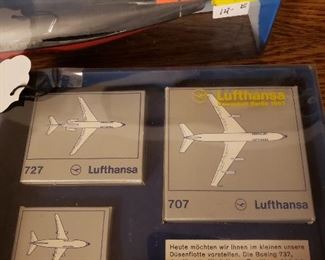 Lufthansa
727 Lufthansa
707 Lufthansa
Heute möchten wir Ihnen im kleinen unsere
Düsenflotte vorstellen. Die Boeing 737,